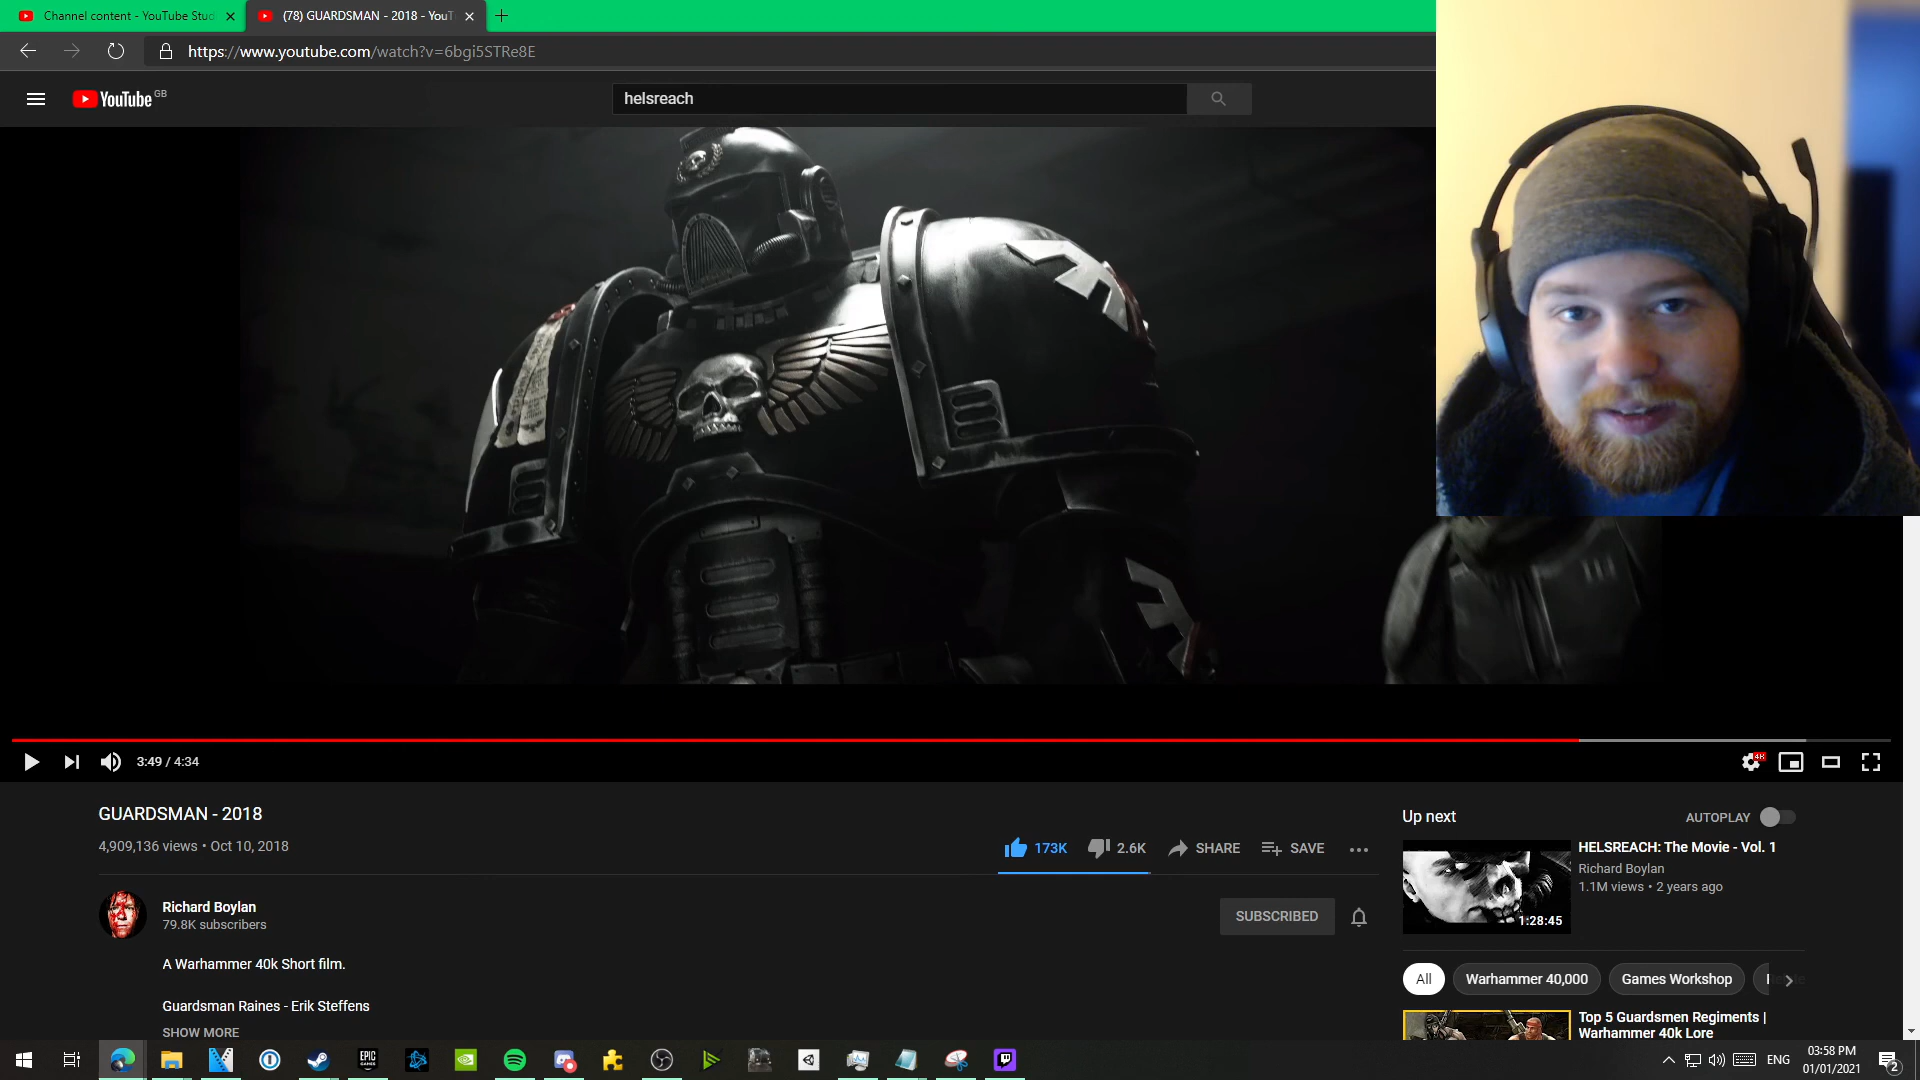 Channel content - YouTube Stud
(78) GUARDSMAN - 2018 - YouT
https://www.youtube.com/watch?v=6bgi5STRe8E
YouTube GB
helsreach
3:49 / 4:34
4K
GUARDSMAN - 2018
4,909,136 views • Oct 10, 2018
173K
2.6K
SHARE
SAVE
Richard Boylan
79.8K subscribers
SUBSCRIBED
A Warhammer 40k Short film.
Guardsman Raines - Erik Steffens
SHOW MORE
Up next
AUTOPLAY
HELSREACH: The Movie - Vol. 1
Richard Boylan
1.1M views • 2 years ago
1:28:45
All
Warhammer 40,000
Games Workshop
Top 5 Guardsmen Regiments |
Warhammer 40k Lore
EPIC
GAMES
ENG
03:58 PM
01/01/2021
2